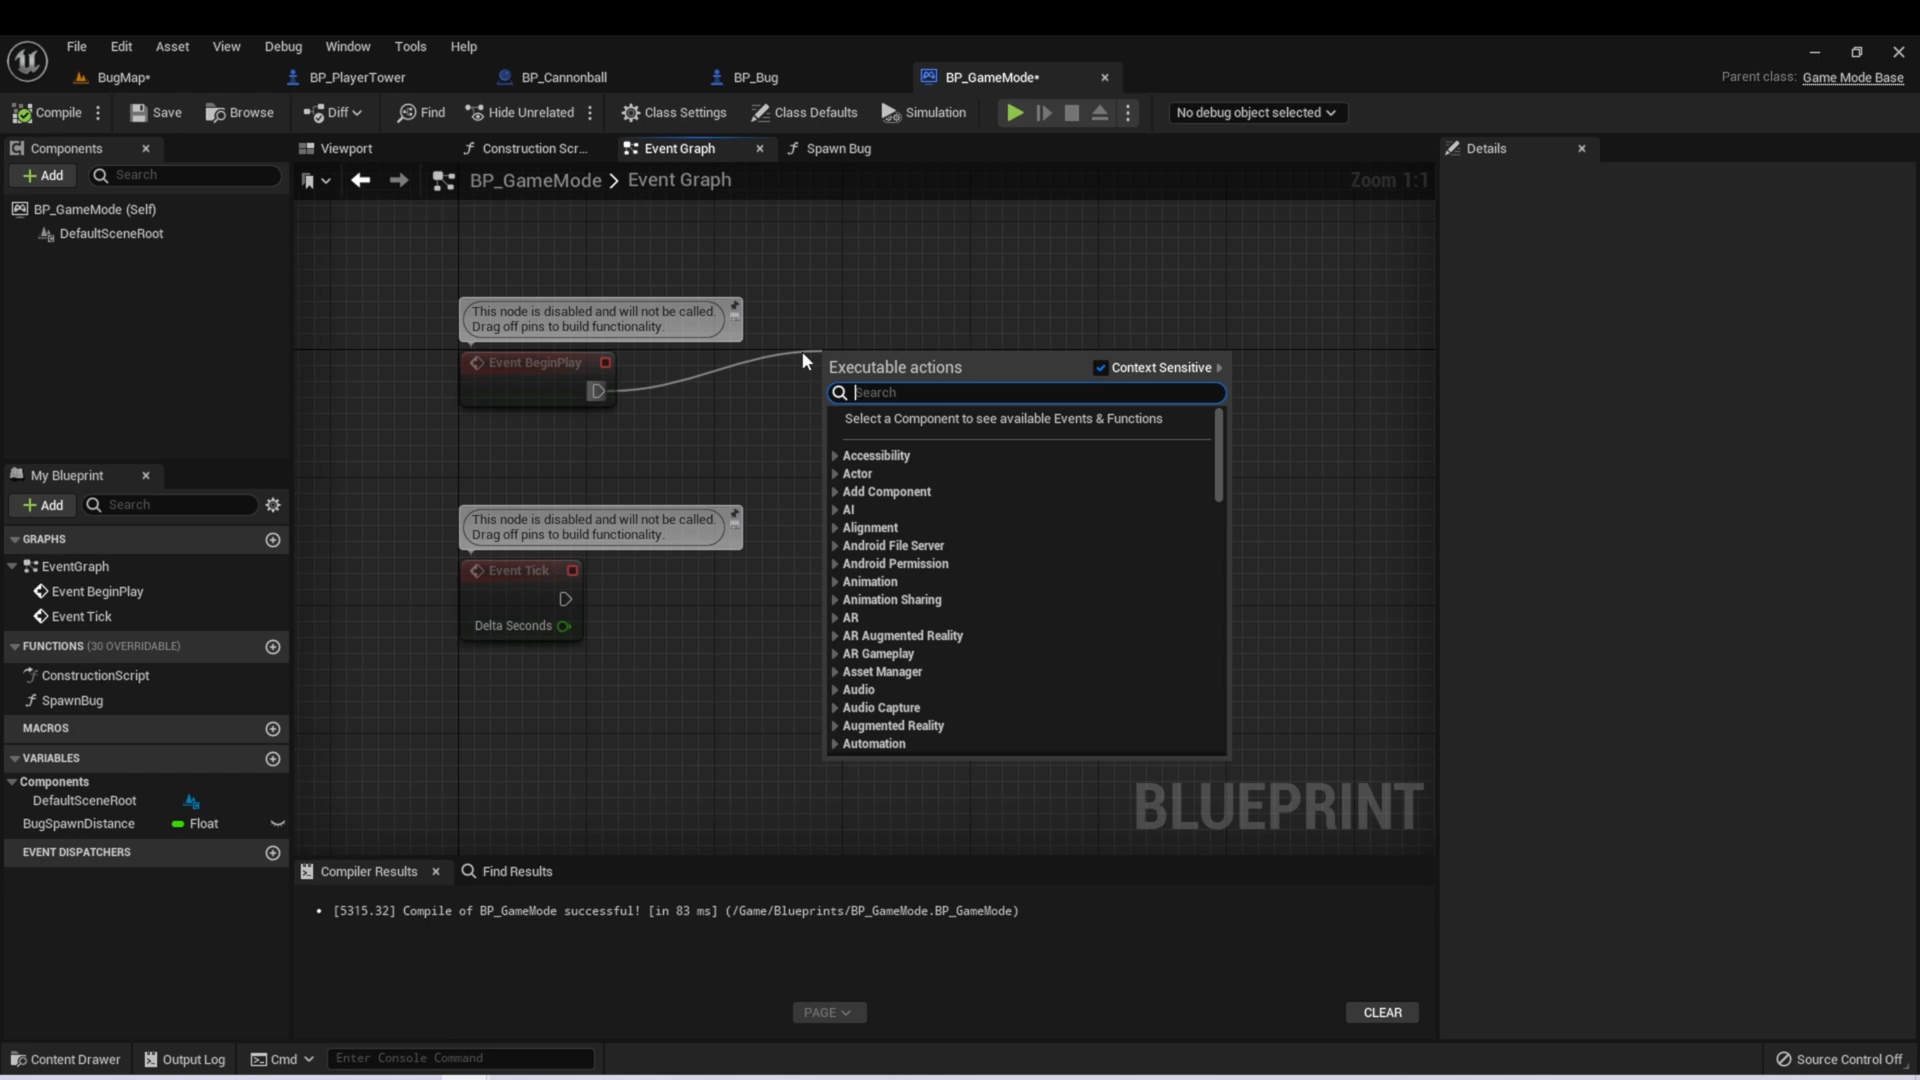 File Edit Asset View Debug Window Tools Help
BugMap* BP_PlayerTower BP_Cannonball BP_Bug BP_GameMode* Parent class: Game Mode Base
Compile Save Browse Diff Find Hide Unrelated Class Settings Class Defaults Simulation No debug object selected
Components Viewport Construction Scr... Event Graph Spawn Bug Details
Add Search
BP_GameMode > Event Graph Zoom 1:1
BP_GameMode (Self)
DefaultSceneRoot
This node is disabled and will not be called.
Drag off pins to build functionality.
Event BeginPlay
This node is disabled and will not be called.
Drag off pins to build functionality.
Event Tick
Delta Seconds
Executable actions Context Sensitive
Search
Select a Component to see available Events & Functions
Accessibility
Actor
Add Component
AI
Alignment
Android File Server
Android Permission
Animation
Animation Sharing
AR
AR Augmented Reality
AR Gameplay
Asset Manager
Audio
Audio Capture
Augmented Reality
Automation
BLUEPRINT
My Blueprint
Add Search
GRAPHS
EventGraph
Event BeginPlay
Event Tick
FUNCTIONS (30 OVERRIDABLE)
ConstructionScript
SpawnBug
MACROS
VARIABLES
Components
DefaultSceneRoot
BugSpawnDistance Float
EVENT DISPATCHERS
Compiler Results Find Results
[5315.32] Compile of BP_GameMode successful! [in 83 ms] (/Game/Blueprints/BP_GameMode.BP_GameMode)
PAGE CLEAR
Content Drawer Output Log Cmd Enter Console Command Source Control Off